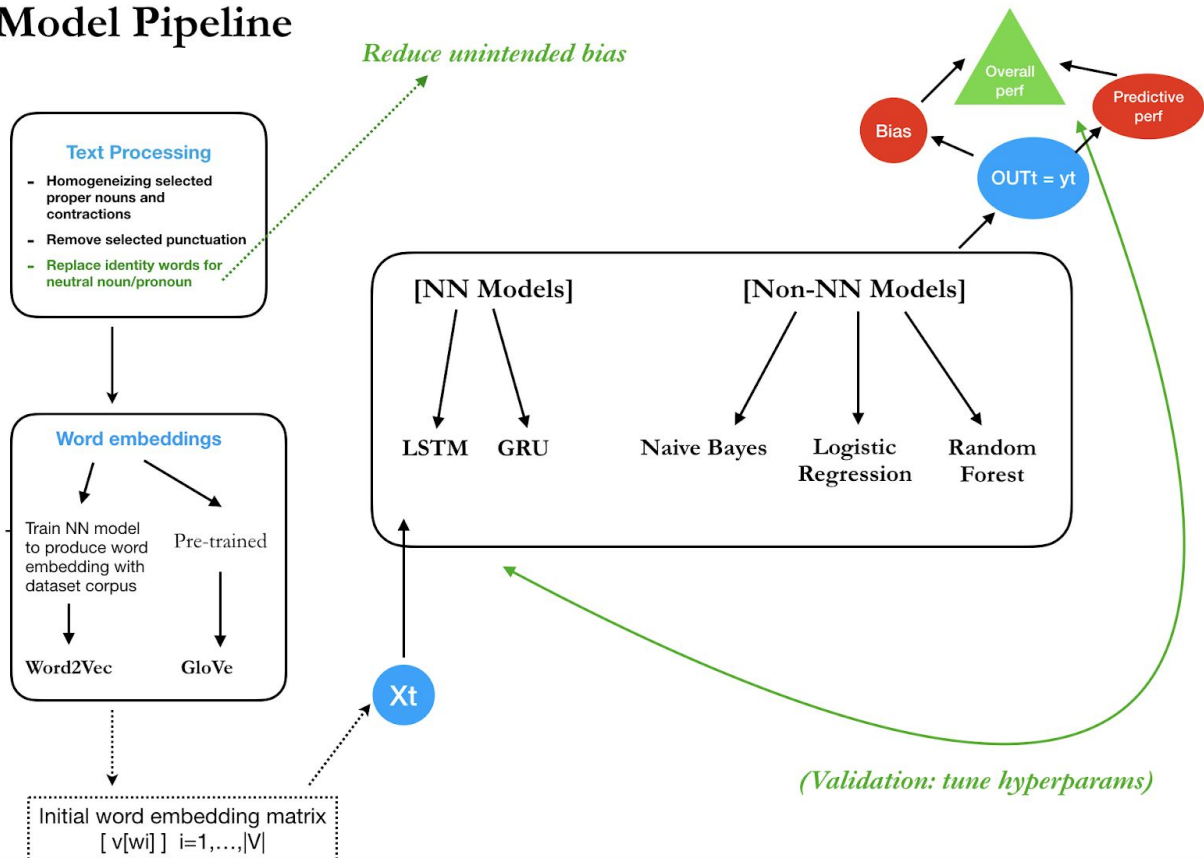 Model Pipeline
Reduce unintended bias
Overall
perf
Predictive
perf
Bias
OUTt = yt
Text Processing
- Homogeneizing selected
proper nouns and
contractions
- Remove selected punctuation
- Replace identity words for
neutral noun/pronoun
[NN Models]
[Non-NN Models]
LSTM
GRU
Naive Bayes
Logistic
Regression
Random
Forest
Word embeddings
Train NN model
to produce word
embedding with
dataset corpus
Pre-trained
Word2Vec
GloVe
Xt
(Validation: tune hyperparams)
Initial word embedding matrix
[ v[wi] ] i=1,…,|V|